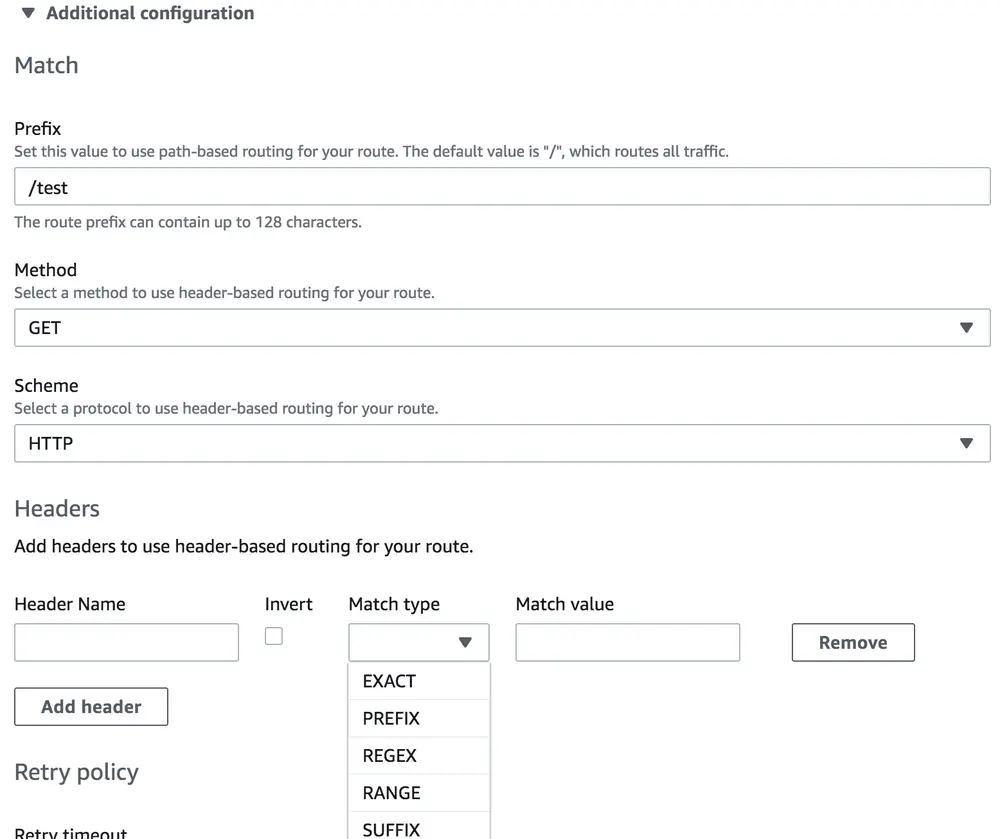 Additional configuration
Match
Prefix
Set this value to use path-based routing for your route. The default value is "/", which routes all traffic.
/test
The route prefix can contain up to 128 characters.
Method
Select a method to use header-based routing for your route.
GET
Scheme
Select a protocol to use header-based routing for your route.
HTTP
Headers
Add headers to use header-based routing for your route.
Header Name Invert Match type Match value
Remove
EXACT
Add header
PREFIX
REGEX
Retry policy
RANGE
SUFFIX
Retry timeout